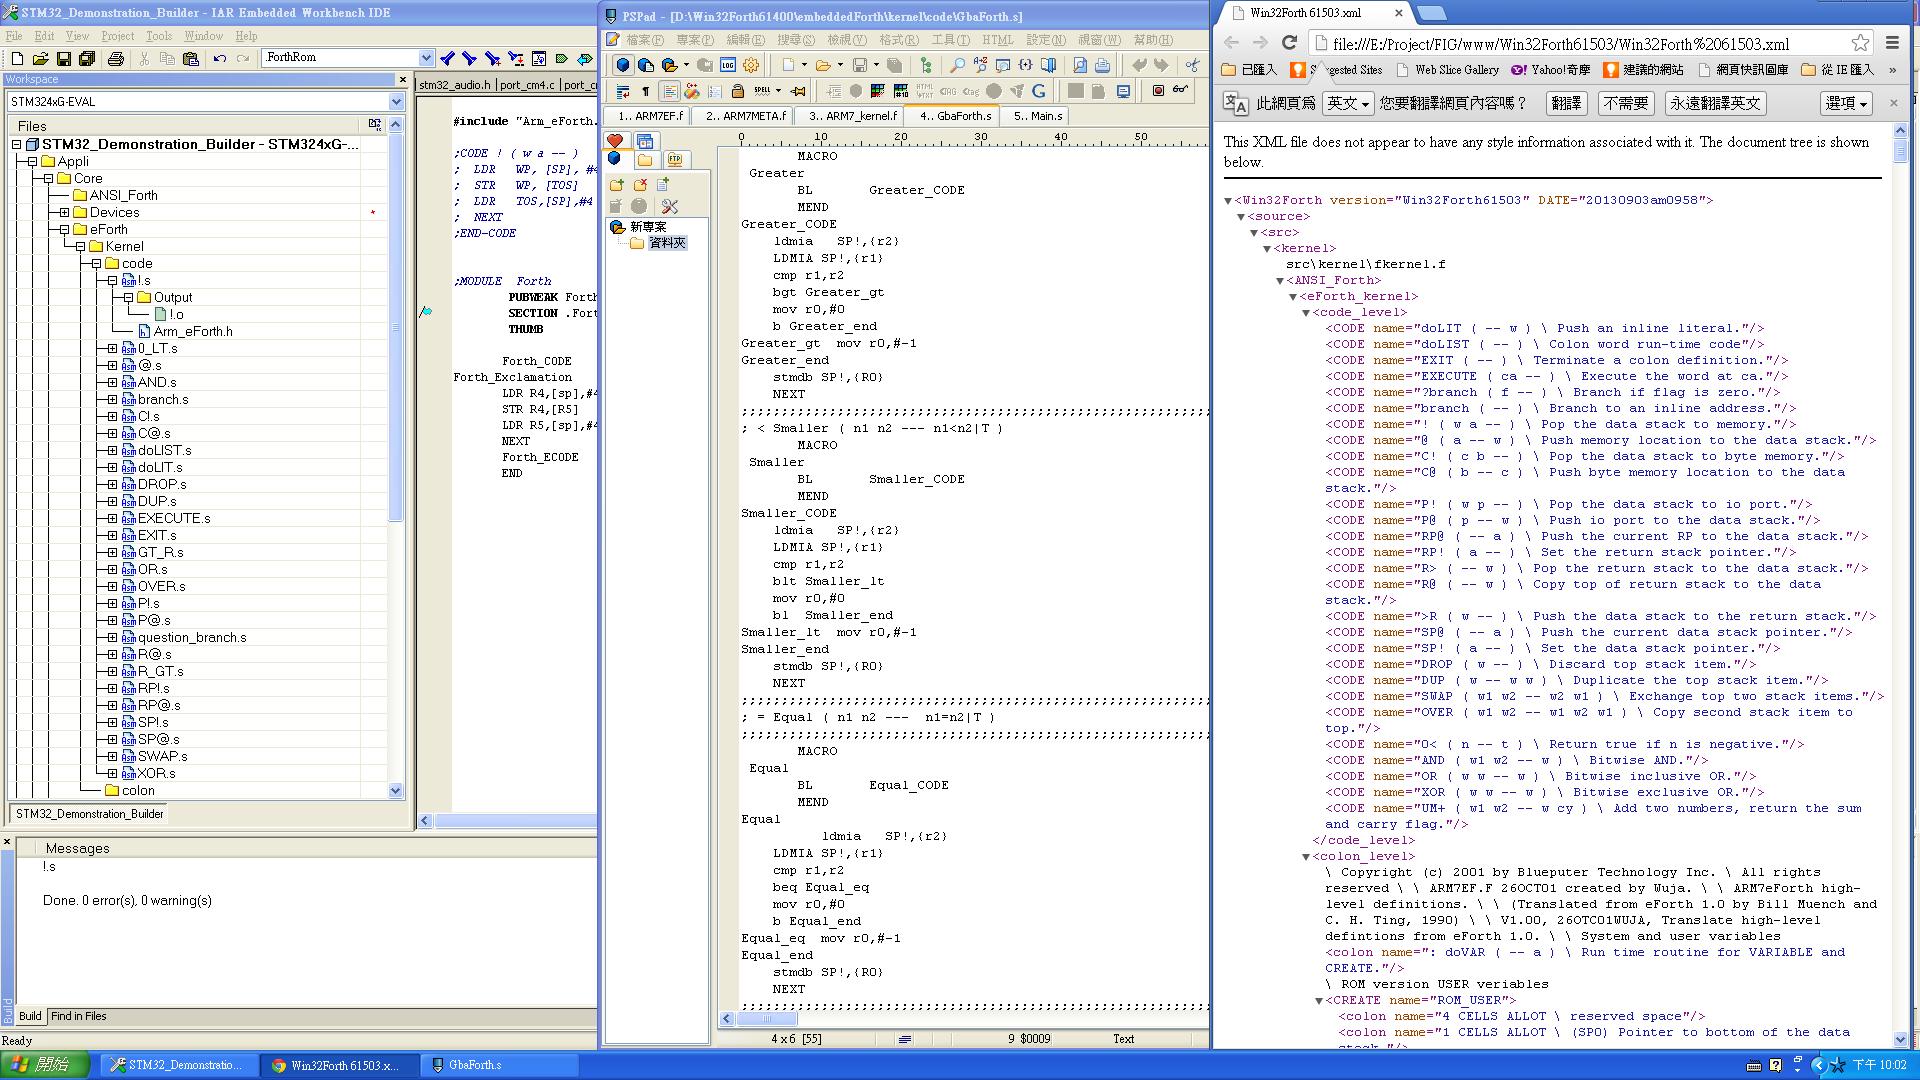 STM32_Demonstration_Builder - IAR Embedded Workbench IDE
File Edit View Project Tools Window Help
.ForthRom
Workspace
STM324xG-EVAL
Files
STM32_Demonstration_Builder - STM324xG-...
Appli
Core
ANSI_Forth
Devices
eForth
Kernel
code
!.s
Output
!.o
Arm_eForth.h
0_LT.s
@.s
AND.s
branch.s
C!.s
C@.s
doLIST.s
doLIT.s
DROP.s
DUP.s
EXECUTE.s
EXIT.s
GT_R.s
OR.s
OVER.s
P!.s
P@.s
question_branch.s
R@.s
R_GT.s
RP!.s
RP@.s
SP!.s
SP@.s
SWAP.s
XOR.s
colon
STM32_Demonstration_Builder
Messages
!.s
Done. 0 error(s), 0 warning(s)
Build
Build Find in Files
Ready
stm32_audio.h port_cm4.c port_c
#include "Arm_eForth.
;CODE ! ( w a -- )
; LDR WP, [SP], #4
; STR WP, [TOS]
; LDR TOS,[SP],#4
; NEXT
;END-CODE
;MODULE Forth
PUBWEAK Forth
SECTION .Fort
THUMB
Forth_CODE
Forth_Exclamation
LDR R4,[sp],#4
STR R4,[R5]
LDR R5,[sp],#4
NEXT
Forth_ECODE
END
PSPad - [D:\Win32Forth61400\embeddedForth\kernel\code\GbaForth.s]
檔案(F) 專案(P) 編輯(E) 搜尋(S) 檢視(V) 格式(R) 工具(T) HTML 設定(N) 視窗(W) 幫助(H)
1.. ARM7EF.f 2.. ARM7META.f 3.. ARM7_kernel.f 4.. GbaForth.s 5.. Main.s
新專案
資料夾
0 10 20 30 40 50
MACRO
Greater
BL Greater_CODE
MEND
Greater_CODE
ldmia SP!,{r2}
LDMIA SP!,{r1}
cmp r1,r2
bgt Greater_gt
mov r0,#0
b Greater_end
Greater_gt mov r0,#-1
Greater_end
stmdb SP!,{R0}
NEXT
;;;;;;;;;;;;;;;;;;;;;;;;;;;;;;;;;;;;;;;;;;;;;;;;;;;;;;;;;;;
; < Smaller ( n1 n2 --- n1<n2|T )
MACRO
Smaller
BL Smaller_CODE
MEND
Smaller_CODE
ldmia SP!,{r2}
LDMIA SP!,{r1}
cmp r1,r2
blt Smaller_lt
mov r0,#0
bl Smaller_end
Smaller_lt mov r0,#-1
Smaller_end
stmdb SP!,{R0}
NEXT
;;;;;;;;;;;;;;;;;;;;;;;;;;;;;;;;;;;;;;;;;;;;;;;;;;;;;;;;;;;
; = Equal ( n1 n2 --- n1=n2|T )
;;;;;;;;;;;;;;;;;;;;;;;;;;;;;;;;;;;;;;;;;;;;;;;;;;;;;;;;;;;
MACRO
Equal
BL Equal_CODE
MEND
Equal
ldmia SP!,{r2}
LDMIA SP!,{r1}
cmp r1,r2
beq Equal_eq
mov r0,#0
b Equal_end
Equal_eq mov r0,#-1
Equal_end
stmdb SP!,{R0}
NEXT
;;;;;;;;;;;;;;;;;;;;;;;;;;;;;;;;;;;;;;;;;;;;;;;;;;;;;;;;;;;
4 x 6 [55] 9 $0009 Text
Win32Forth 61503.xml
file:///E:/Project/FIG/www/Win32Forth61503/Win32Forth%2061503.xml
已匯入 Suggested Sites Web Slice Gallery Yahoo!奇摩 建議的網站 網頁快訊圖庫 從 IE 匯入 »
此網頁為 英文 您要翻譯網頁內容嗎？ 翻譯 不需要 永遠翻譯英文 選項
This XML file does not appear to have any style information associated with it. The document tree is shown
below.
<Win32Forth version="Win32Forth61503" DATE="20130903am0958">
<source>
<src>
<kernel>
src\kernel\fkernel.f
<ANSI_Forth>
<eForth_kernel>
<code_level>
<CODE name="doLIT ( -- w ) \ Push an inline literal."/>
<CODE name="doLIST ( -- ) \ Colon word run-time code"/>
<CODE name="EXIT ( -- ) \ Terminate a colon definition."/>
<CODE name="EXECUTE ( ca -- ) \ Execute the word at ca."/>
<CODE name="?branch ( f -- ) \ Branch if flag is zero."/>
<CODE name="branch ( -- ) \ Branch to an inline address."/>
<CODE name="! ( w a -- ) \ Pop the data stack to memory."/>
<CODE name="@ ( a -- w ) \ Push memory location to the data stack."/>
<CODE name="C! ( c b -- ) \ Pop the data stack to byte memory."/>
<CODE name="C@ ( b -- c ) \ Push byte memory location to the data
stack."/>
<CODE name="P! ( w p -- ) \ Pop the data stack to io port."/>
<CODE name="P@ ( p -- w ) \ Push io port to the data stack."/>
<CODE name="RP@ ( -- a ) \ Push the current RP to the data stack."/>
<CODE name="RP! ( a -- ) \ Set the return stack pointer."/>
<CODE name="R> ( -- w ) \ Pop the return stack to the data stack."/>
<CODE name="R@ ( -- w ) \ Copy top of return stack to the data
stack."/>
<CODE name=">R ( w -- ) \ Push the data stack to the return stack."/>
<CODE name="SP@ ( -- a ) \ Push the current data stack pointer."/>
<CODE name="SP! ( a -- ) \ Set the data stack pointer."/>
<CODE name="DROP ( w -- ) \ Discard top stack item."/>
<CODE name="DUP ( w -- w w ) \ Duplicate the top stack item."/>
<CODE name="SWAP ( w1 w2 -- w2 w1 ) \ Exchange top two stack items."/>
<CODE name="OVER ( w1 w2 -- w1 w2 w1 ) \ Copy second stack item to
top."/>
<CODE name="0< ( n -- t ) \ Return true if n is negative."/>
<CODE name="AND ( w1 w2 -- w ) \ Bitwise AND."/>
<CODE name="OR ( w w -- w ) \ Bitwise inclusive OR."/>
<CODE name="XOR ( w w -- w ) \ Bitwise exclusive OR."/>
<CODE name="UM+ ( w1 w2 -- w cy ) \ Add two numbers, return the sum
and carry flag."/>
</code_level>
<colon_level>
\ Copyright (c) 2001 by Blueputer Technology Inc. \ All rights
reserved \ \ ARM7EF.F 26OCT01 created by Wuja. \ \ ARM7eForth high-
level definitions. \ \ (Translated from eForth 1.0 by Bill Muench and
C. H. Ting, 1990) \ \ V1.00, 26OTC01WUJA, Translate high-level
defintions from eForth 1.0. \ \ System and user variables
<colon name=": doVAR ( -- a ) \ Run time routine for VARIABLE and
CREATE."/>
\ ROM version USER veriables
<CREATE name="ROM_USER">
<colon name="4 CELLS ALLOT \ reserved space"/>
<colon name="1 CELLS ALLOT \ (SP0) Pointer to bottom of the data
stack."/>
開始 STM32_Demonstratio... Win32Forth 61503.x... GbaForth.s 下午 10:02